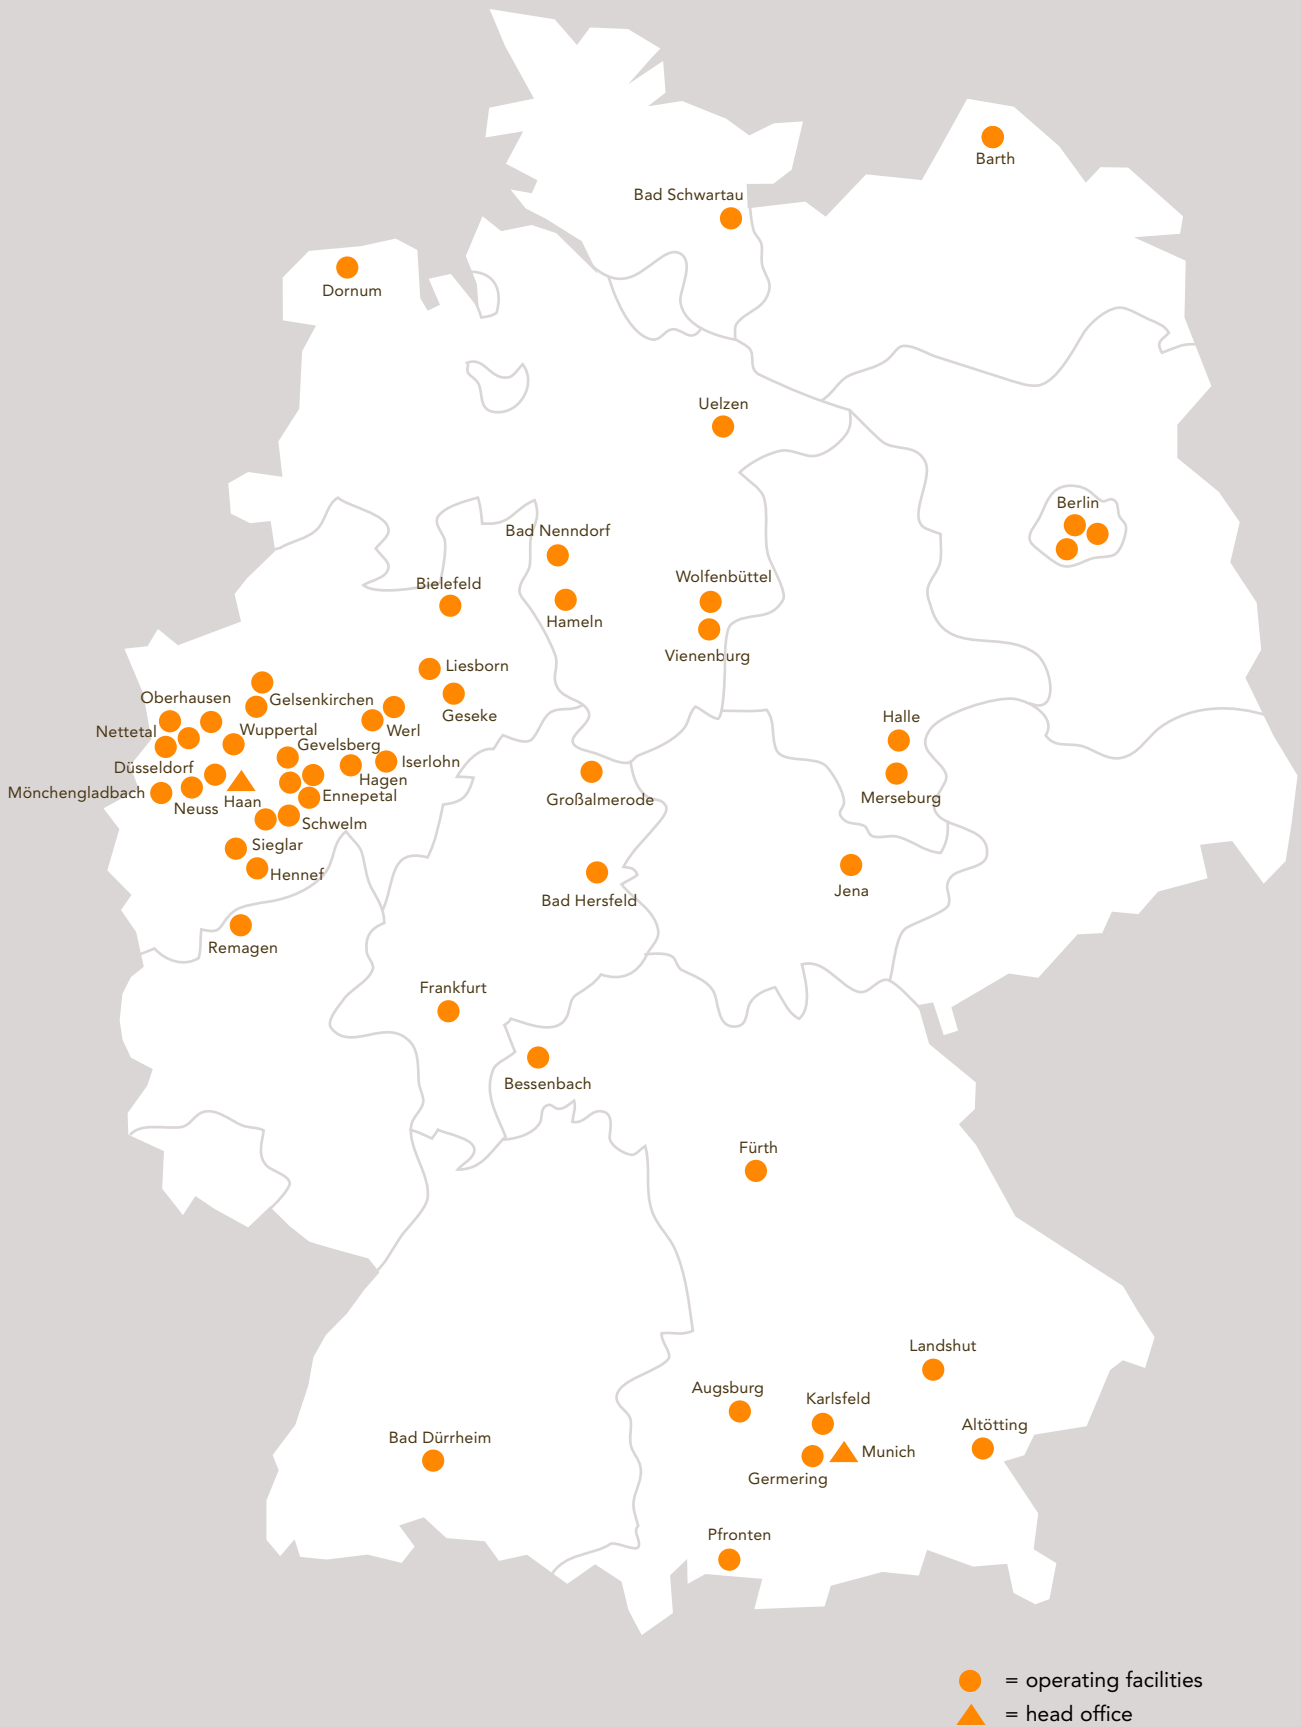 Barth
Bad Schwartau
Dornum
Uelzen
Berlin
Bad Nenndorf
Wolfenbüttel
Bielefeld
Hameln
Vienenburg
Liesborn
Oberhausen
Gelsenkirchen
Geseke
Halle
Nettetal
Wuppertal
Werl
Gevelsberg
Iserlohn
Düsseldorf
Hagen
Mönchengladbach
Haan
Ennepetal
Großalmerode
Merseburg
Neuss
Schwelm
Sieglar
Hennef
Jena
Bad Hersfeld
Remagen
Frankfurt
Bessenbach
Fürth
Landshut
Augsburg
Karlsfeld
Altötting
Bad Dürrheim
Munich
Germering
Pfronten
= operating facilities
= head office